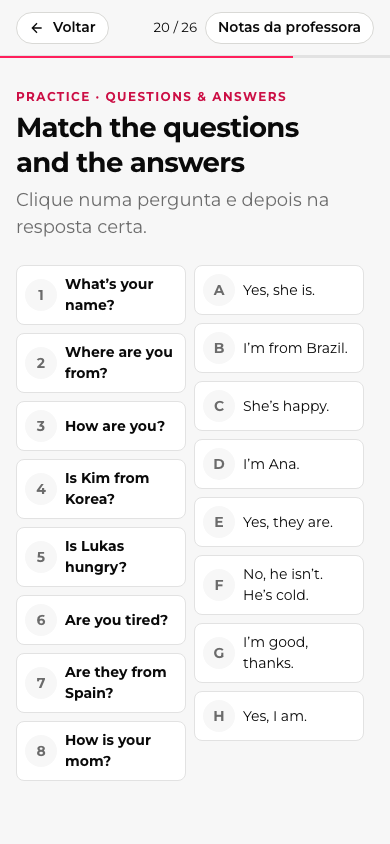 Voltar
20 / 26
Notas da professora
PRACTICE · QUESTIONS & ANSWERS
Match the questions
and the answers
Clique numa pergunta e depois na
resposta certa.
1
What's your
name?
2
Where are you
from?
3
How are you?
4
Is Kim from
Korea?
5
Is Lukas
hungry?
6
Are you tired?
7
Are they from
Spain?
8
How is your
mom?
A
Yes, she is.
B
I'm from Brazil.
C
She's happy.
D
I'm Ana.
E
Yes, they are.
F
No, he isn't.
He's cold.
G
I'm good,
thanks.
H
Yes, I am.